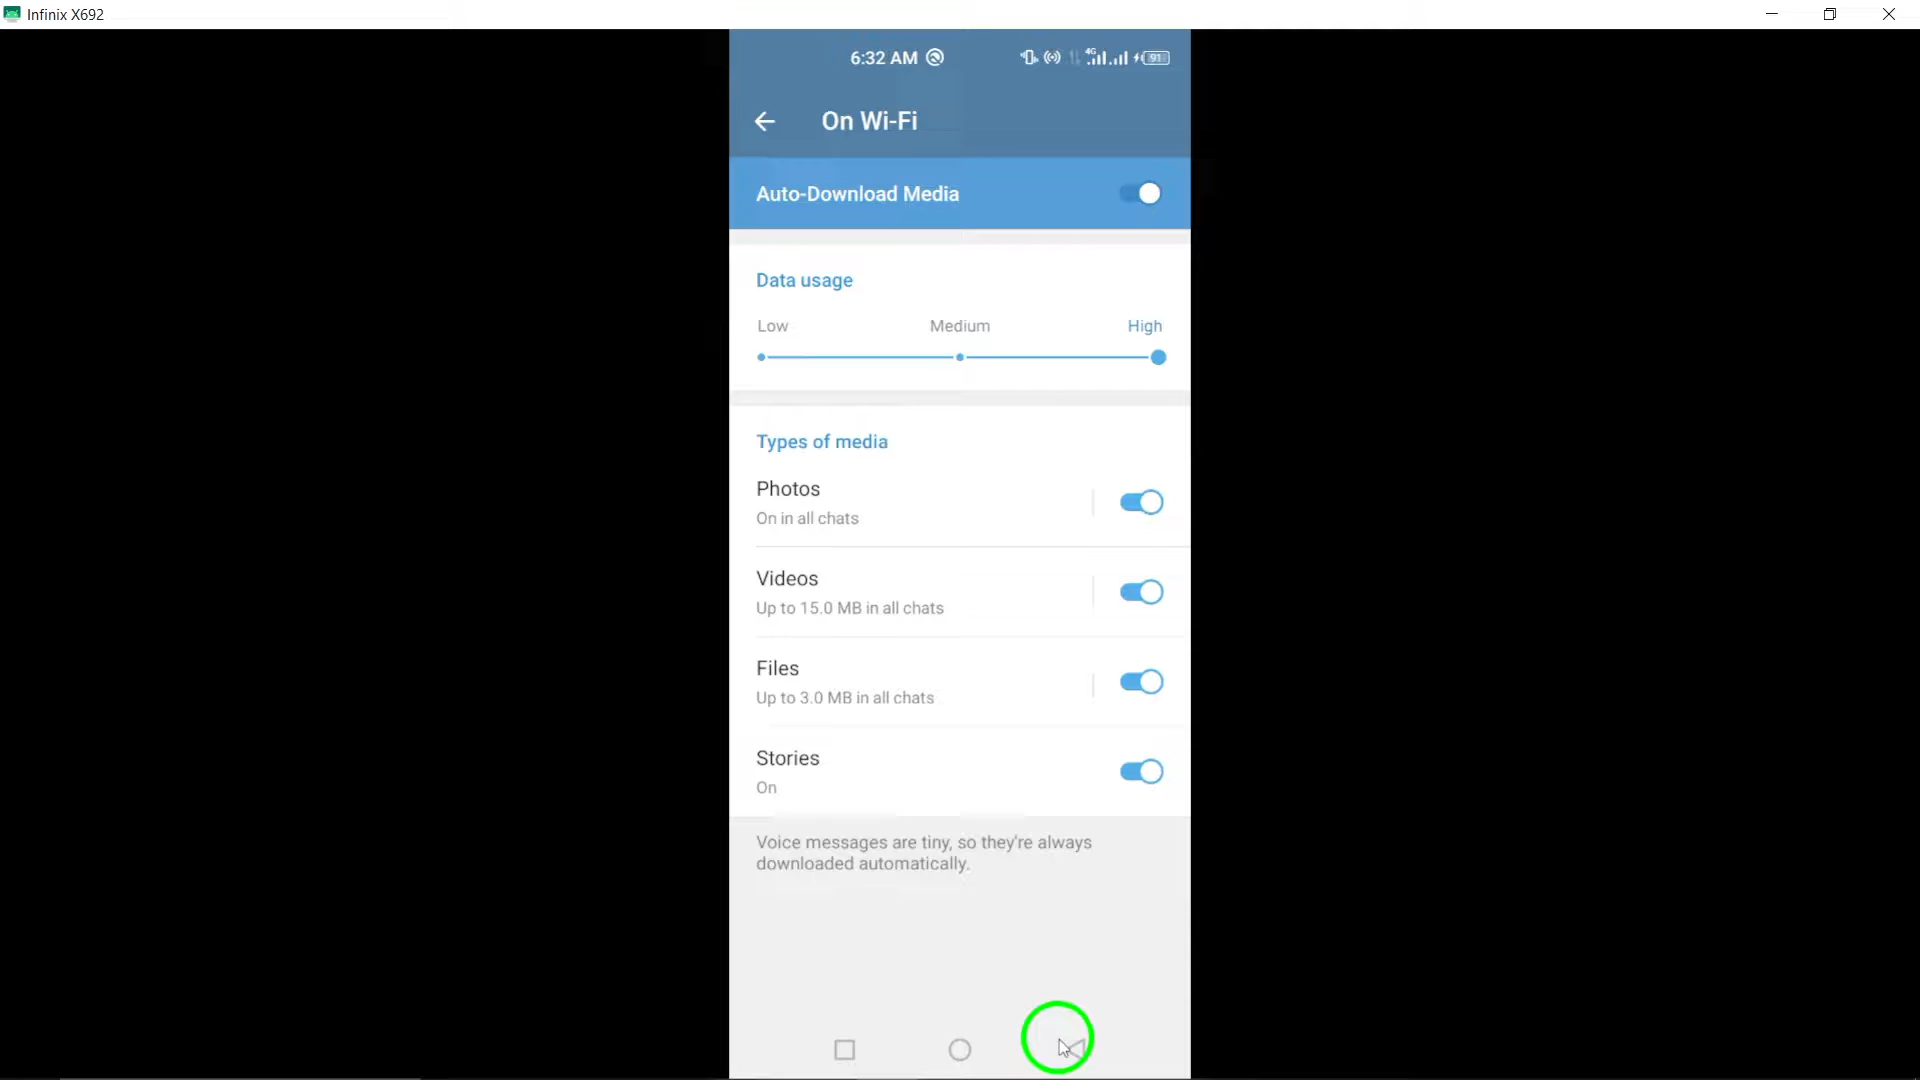 Infinix X692
6:32 AM
4G
91
On Wi-Fi
Auto-Download Media
Data usage
Low Medium High
Types of media
Photos
On in all chats
Videos
Up to 15.0 MB in all chats
Files
Up to 3.0 MB in all chats
Stories
On
Voice messages are tiny, so they're always
downloaded automatically.